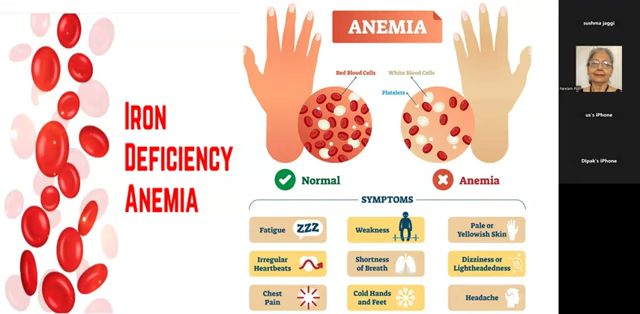 IRON
DEFICIENCY
ANEMIA
ANEMIA
Red Blood Cells
White Blood Cells
Platelets
Normal
Anemia
SYMPTOMS
Fatigue
ZZZ
Weakness
Pale or
Yellowish Skin
Irregular
Heartbeats
Shortness
of Breath
Dizziness or
Lightheadedness
Chest
Pain
Cold Hands
and Feet
Headache
sushma jaggi
us's iPhone
Dipak's iPhone